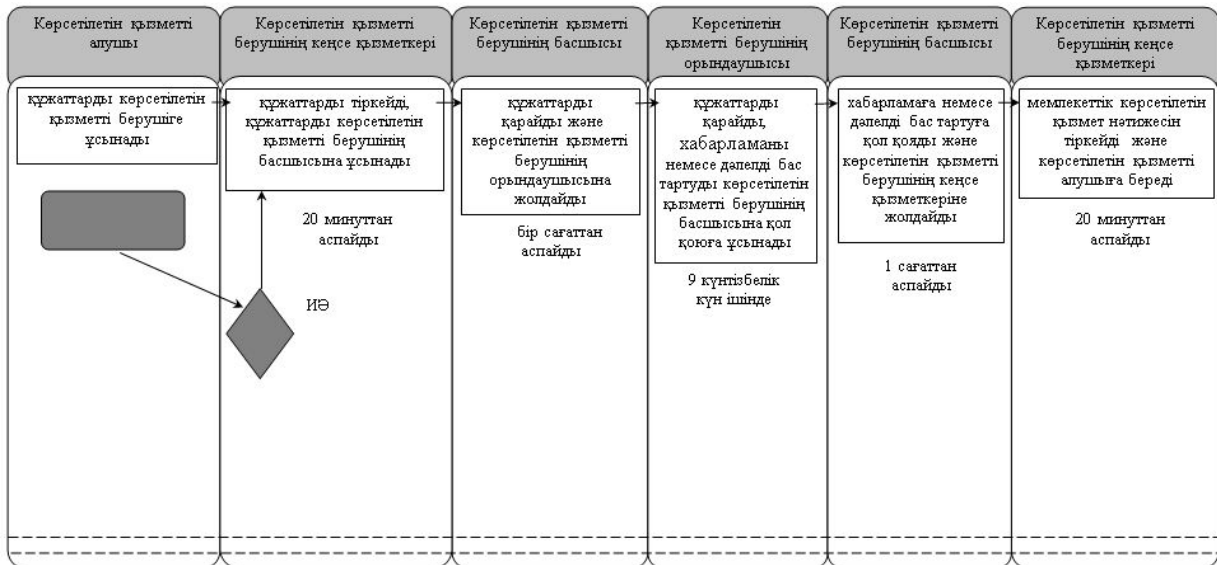 Көрсетілетін қызметті
алушы
Көрсетілетін қызметті
берушінің кеңсе қызметкері
Көрсетілетін қызметті
берушінің басшысы
Көрсетілетін
қызметті берушінің
орындаушысы
Көрсетілетін қызметті
берушінің басшысы
Көрсетілетін қызметті
берушінің кеңсе
қызметкері
құжаттарды көрсетілетін
қызметті берушіге
ұсынады
құжаттарды тіркейді,
құжаттарды көрсетілетін
қызметті берушінің
басшысына ұсынады
20 минуттан
аспайды
ИӘ
құжаттарды
қарайды және
көрсетілетін қызметті
берушінің
орындаушысына
жолдайды
бір сағаттан
аспайды
құжаттарды
қарайды,
хабарламаны
немесе дәлелді бас
тартуды көрсетілетін
қызметті берушінің
басшысына қол
қоюға ұсынады
9 күнтізбелік
күн ішінде
хабарламаға немесе
дәлелді бас тартуға
қол қояды және
көрсетілетін қызметті
берушінің кеңсе
қызметкеріне
жолдайды
1 сағаттан
аспайды
мемлекеттік көрсетілетін
қызмет нәтижесін
тіркейді және
көрсетілетін қызметті
алушыға береді
20 минуттан
аспайды